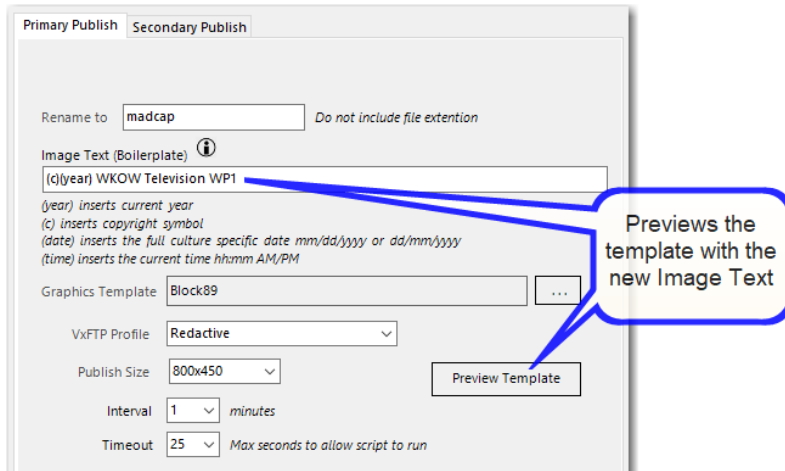 Primary Publish Secondary Publish
Rename to madcap Do not include file extention
Image Text (Boilerplate)
(c)(year) WKOW Television WP1
(year) inserts current year
(c) inserts copyright symbol
(date) inserts the full culture specific date mm/dd/yyyy or dd/mm/yyyy
(time) inserts the current time hh:mm AM/PM
Previews the
template with the
new Image Text
Graphics Template Block89 ...
VxFTP Profile Redactive
Publish Size 800x450
Preview Template
Interval 1 minutes
Timeout 25 Max seconds to allow script to run